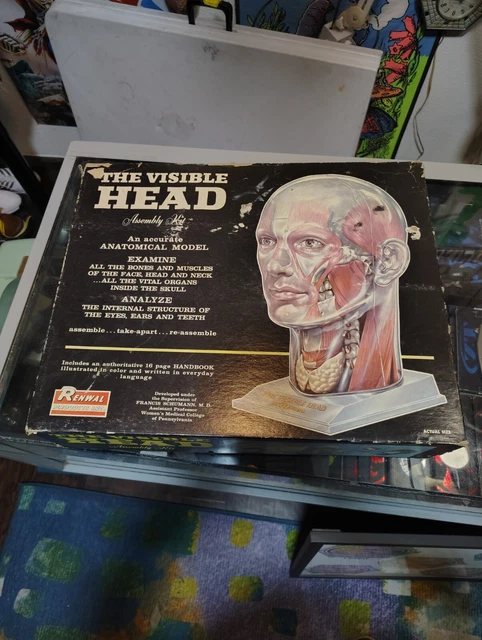 THE VISIBLE
HEAD
Assembly Kit
An accurate
ANATOMICAL MODEL
EXAMINE
ALL THE BONES AND MUSCLES
OF THE FACE, HEAD AND NECK
...ALL THE VITAL ORGANS
INSIDE THE SKULL
ANALYZE
THE INTERNAL STRUCTURE OF
THE EYES, EARS AND TEETH
assemble...take-apart...re-assemble
Includes an authoritative 16 page HANDBOOK
illustrated in color and written in everyday
language
Developed under
the Supervision of
FRANCIS SCHUMANN, M. D.
Assistant Professor
Women's Medical College
of Pennsylvania
RENWAL
ACTUAL SIZE
HEAD